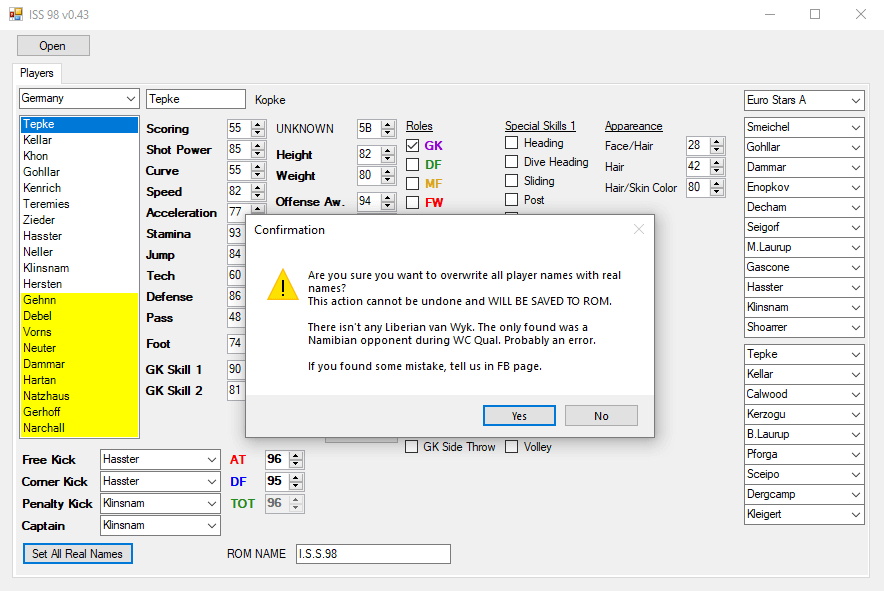 ISS 98 v0.43
Open
Players
Germany
Tepke
Kopke
Euro Stars A
Tepke
Kellar
Khon
Gohllar
Kenrich
Teremies
Zieder
Hasster
Neller
Klinsnam
Hersten
Gehnn
Debel
Vorns
Neuter
Dammar
Hartan
Natzhaus
Gerhoff
Narchall
Scoring 55
Shot Power 85
Curve 55
Speed 82
Acceleration 77
Stamina 93
Jump 84
Tech 60
Defense 86
Pass 48
Foot 74
GK Skill 1 90
GK Skill 2 81
UNKNOWN 5B
Height 82
Weight 80
Offense Aw. 94
Roles
GK
DF
MF
FW
Special Skills 1
Heading
Dive Heading
Sliding
Post
Appareance
Face/Hair 28
Hair 42
Hair/Skin Color 80
Smeichel
Gohllar
Dammar
Enopkov
Decham
Seigorf
M.Laurup
Gascone
Hasster
Klinsnam
Shoarrer
Tepke
Kellar
Calwood
Kerzogu
B.Laurup
Pforga
Sceipo
Dergcamp
Kleigert
Confirmation
Are you sure you want to overwrite all player names with real
names?
This action cannot be undone and WILL BE SAVED TO ROM.
There isn't any Liberian van Wyk. The only found was a
Namibian opponent during WC Qual. Probably an error.
If you found some mistake, tell us in FB page.
Yes No
GK Side Throw Volley
Free Kick Hasster AT 96
Corner Kick Hasster DF 95
Penalty Kick Klinsnam TOT 96
Captain Klinsnam
Set All Real Names ROM NAME I.S.S.98